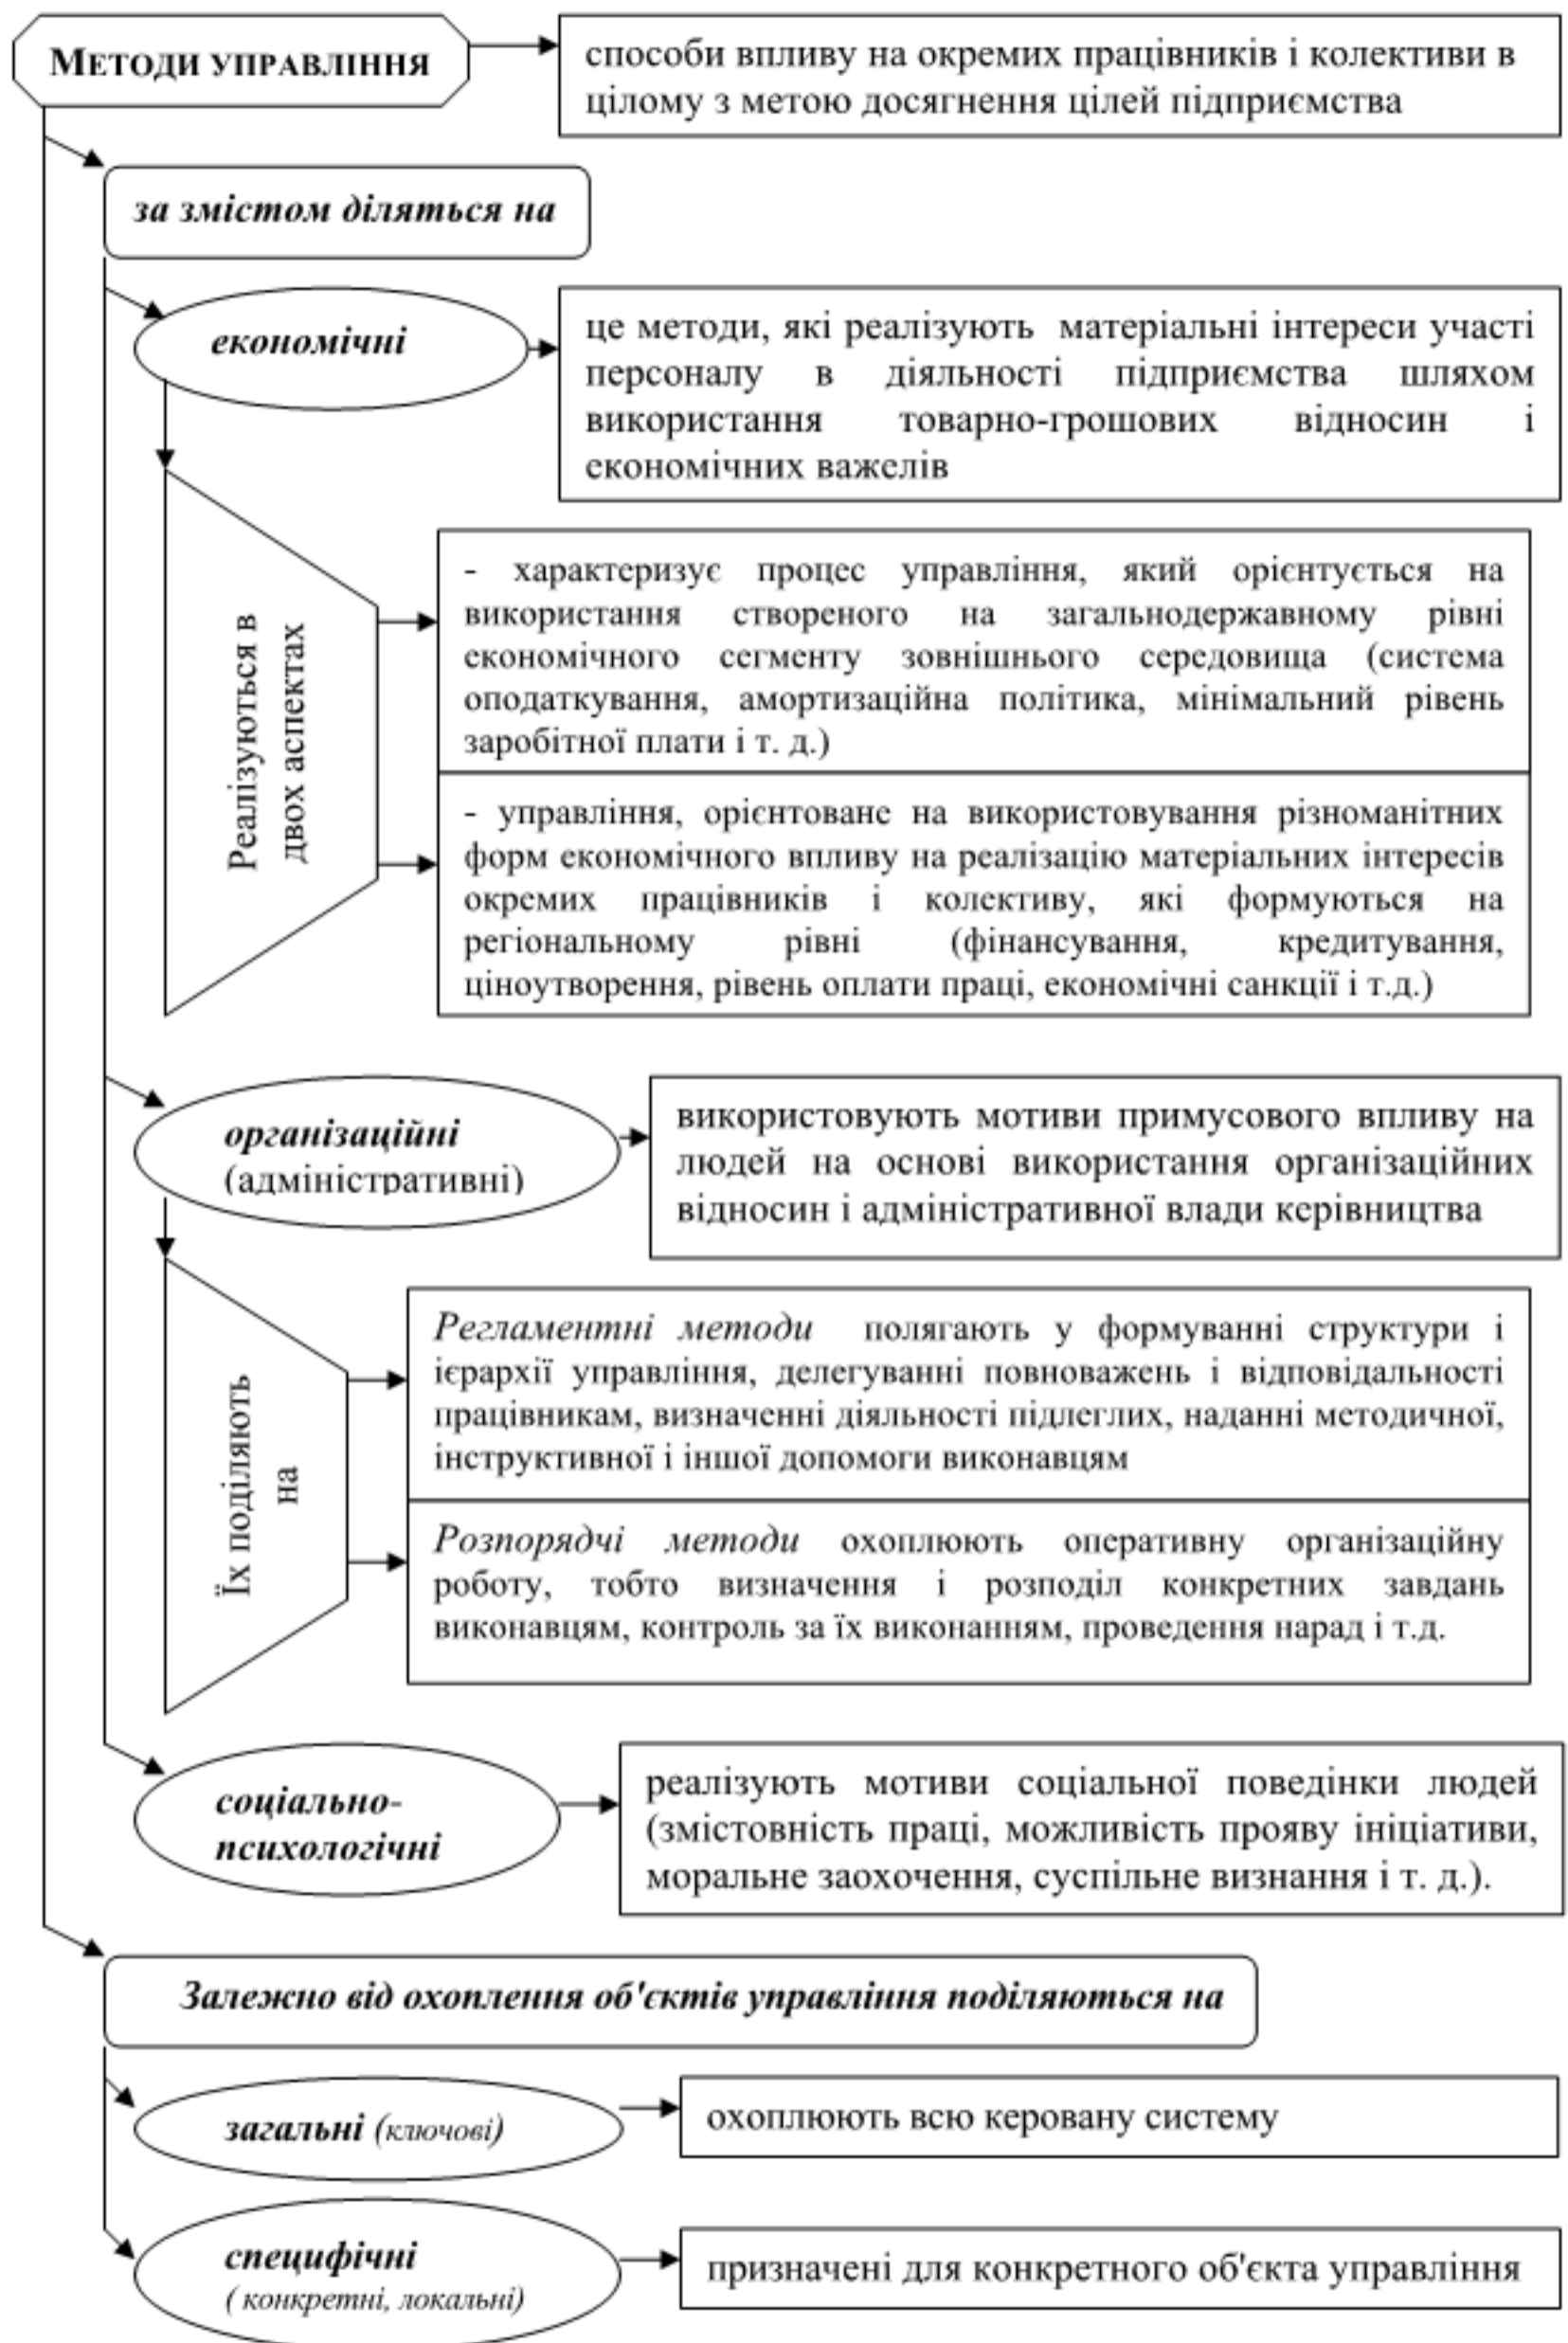 МЕТОДИ УПРАВЛІННЯ
способи впливу на окремих працівників і колективи в
цілому з метою досягнення цілей підприємства
за змістом діляться на
економічні
це методи, які реалізують матеріальні інтереси участі
персоналу в діяльності підприємства шляхом
використання товарно-грошових відносин і
економічних важелів
Реалізуються в
двох аспектах
- характеризує процес управління, який орієнтується на
використання створеного на загальнодержавному рівні
економічного сегменту зовнішнього середовища (система
оподаткування, амортизаційна політика, мінімальний рівень
заробітної плати і т. д.)
- управління, орієнтоване на використовування різноманітних
форм економічного впливу на реалізацію матеріальних інтересів
окремих працівників і колективу, які формуються на
регіональному рівні (фінансування, кредитування,
ціноутворення, рівень оплати праці, економічні санкції і т.д.)
організаційні
(адміністративні)
використовують мотиви примусового впливу на
людей на основі використання організаційних
відносин і адміністративної влади керівництва
Їх поділяють
на
Регламентні методи полягають у формуванні структури і
ієрархії управління, делегуванні повноважень і відповідальності
працівникам, визначенні діяльності підлеглих, наданні методичної,
інструктивної і іншої допомоги виконавцям
Розпорядчі методи охоплюють оперативну організаційну
роботу, тобто визначення і розподіл конкретних завдань
виконавцям, контроль за їх виконанням, проведення нарад і т.д.
соціально-
психологічні
реалізують мотиви соціальної поведінки людей
(змістовність праці, можливість прояву ініціативи,
моральне заохочення, суспільне визнання і т. д.).
Залежно від охоплення об'єктів управління поділяються на
загальні (ключові)
охоплюють всю керовану систему
специфічні
( конкретні, локальні)
призначені для конкретного об'єкта управління